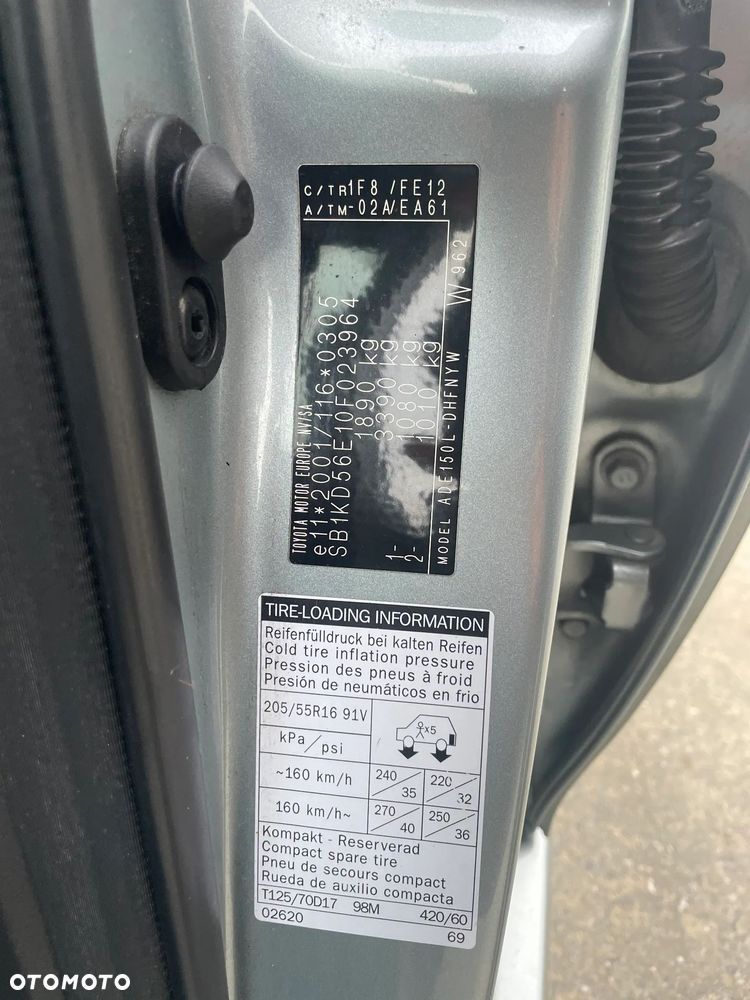 C/TR 1F8 /FE12
A/TM -02A/EA61
TOYOTA MOTOR EUROPE NV/SA
e11*2001/116*0305
SB1KD56E10F023964
1890 kg
3390 kg
1- 1080 kg
2- 1010 kg
MODEL ADE150L-DHFNYW W 962
TIRE-LOADING INFORMATION
Reifenfülldruck bei kalten Reifen
Cold tire inflation pressure
Pression des pneus à froid
Presión de neumáticos en frio
205/55R16 91V
x5
kPa/psi
~160 km/h 240/35 220/32
160 km/h~ 270/40 250/36
Kompakt - Reserverad
Compact spare tire
Pneu de secours compact
Rueda de auxilio compacta
T125/70D17 98M 420/60
02620 69
OTOMOTO